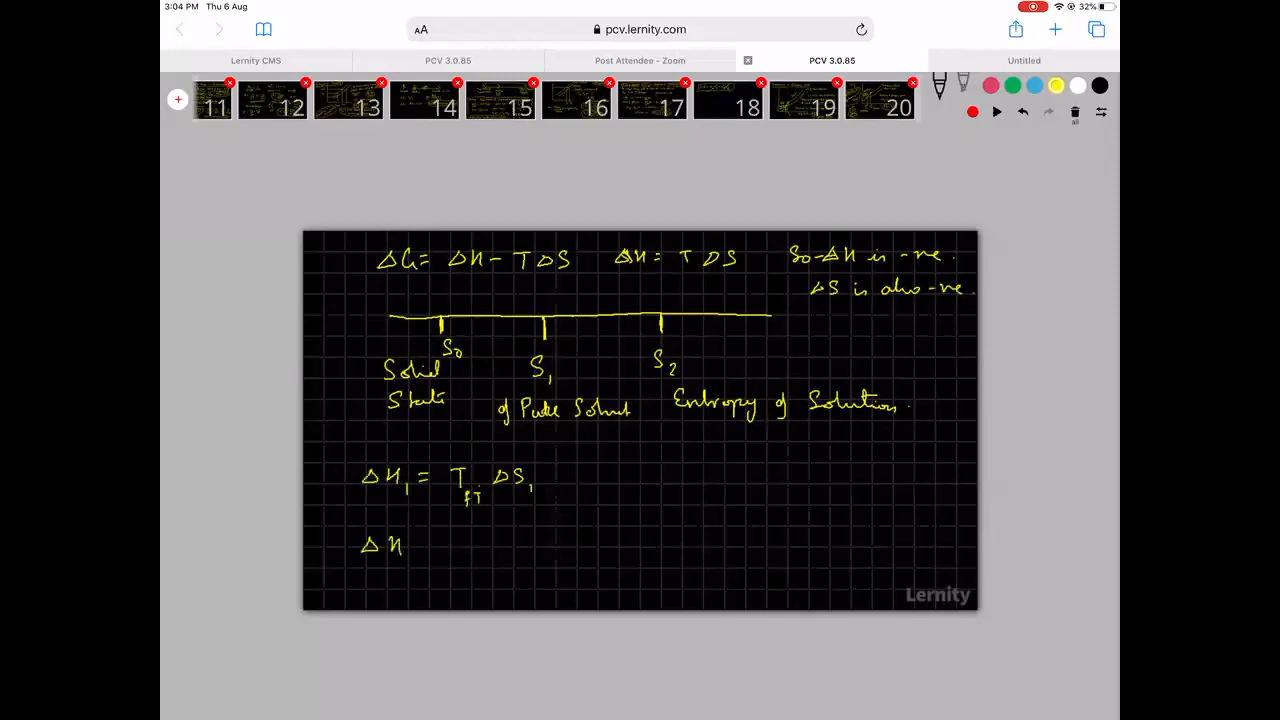 3:04 PM Thu 6 Aug
32%
AA
pcv.lernity.com
Lernity CMS
PCV 3.0.85
Post Attendee - Zoom
PCV 3.0.85
Untitled
11 12 13 14 15 16 17 18 19 20
all
ΔG = ΔH - TΔS ΔH = TΔS So ΔH is -ve.
ΔS is also -ve.
S0 S1 S2
Solid
State of Pure Solvent Entropy of Solution.
ΔH1 = T ΔS1
ΔH
Lernity